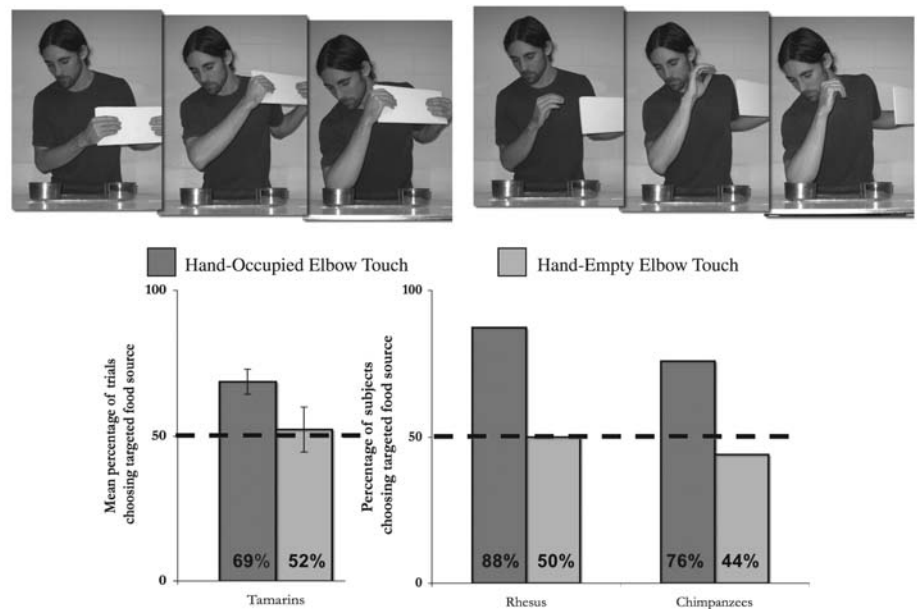 Hand-Occupied Elbow Touch
Hand-Empty Elbow Touch
Mean percentage of trials
choosing targeted food source
100
50
0
69%
52%
Tamarins
Percentage of subjects
choosing targeted food source
100
50
0
88%
50%
76%
44%
Rhesus
Chimpanzees